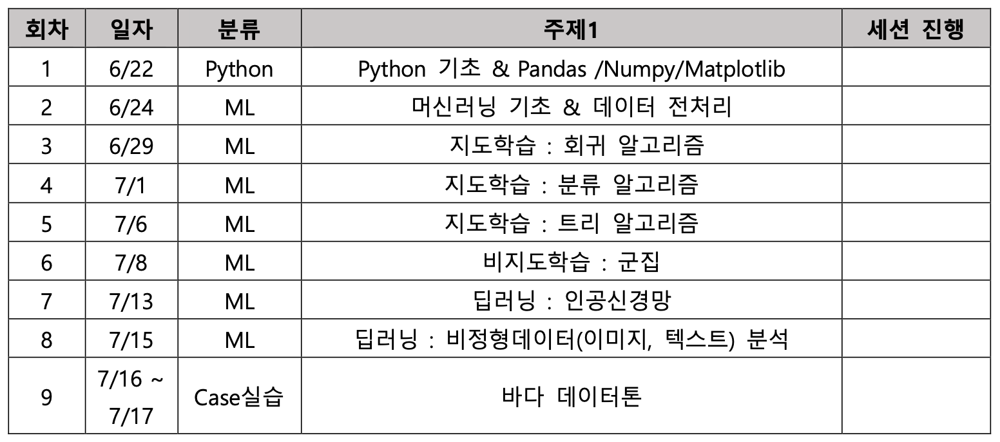 회차 일자 분류 주제1 세션 진행
1 6/22 Python Python 기초 & Pandas /Numpy/Matplotlib
2 6/24 ML 머신러닝 기초 & 데이터 전처리
3 6/29 ML 지도학습 : 회귀 알고리즘
4 7/1 ML 지도학습 : 분류 알고리즘
5 7/6 ML 지도학습 : 트리 알고리즘
6 7/8 ML 비지도학습 : 군집
7 7/13 ML 딥러닝 : 인공신경망
8 7/15 ML 딥러닝 : 비정형데이터(이미지, 텍스트) 분석
9 7/16 ~ 7/17 Case실습 바다 데이터톤